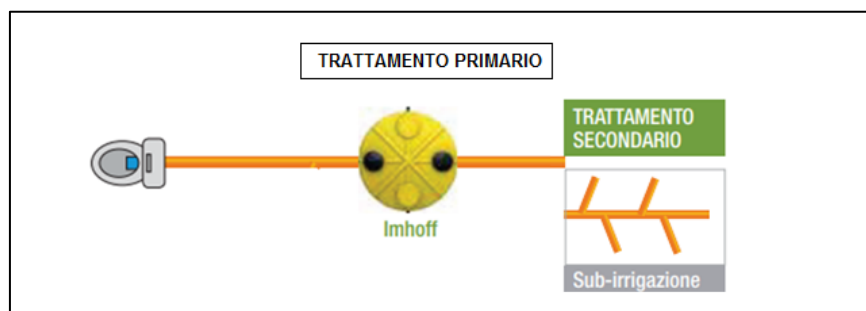 TRATTAMENTO PRIMARIO
TRATTAMENTO
SECONDARIO
Imhoff
Sub-irrigazione